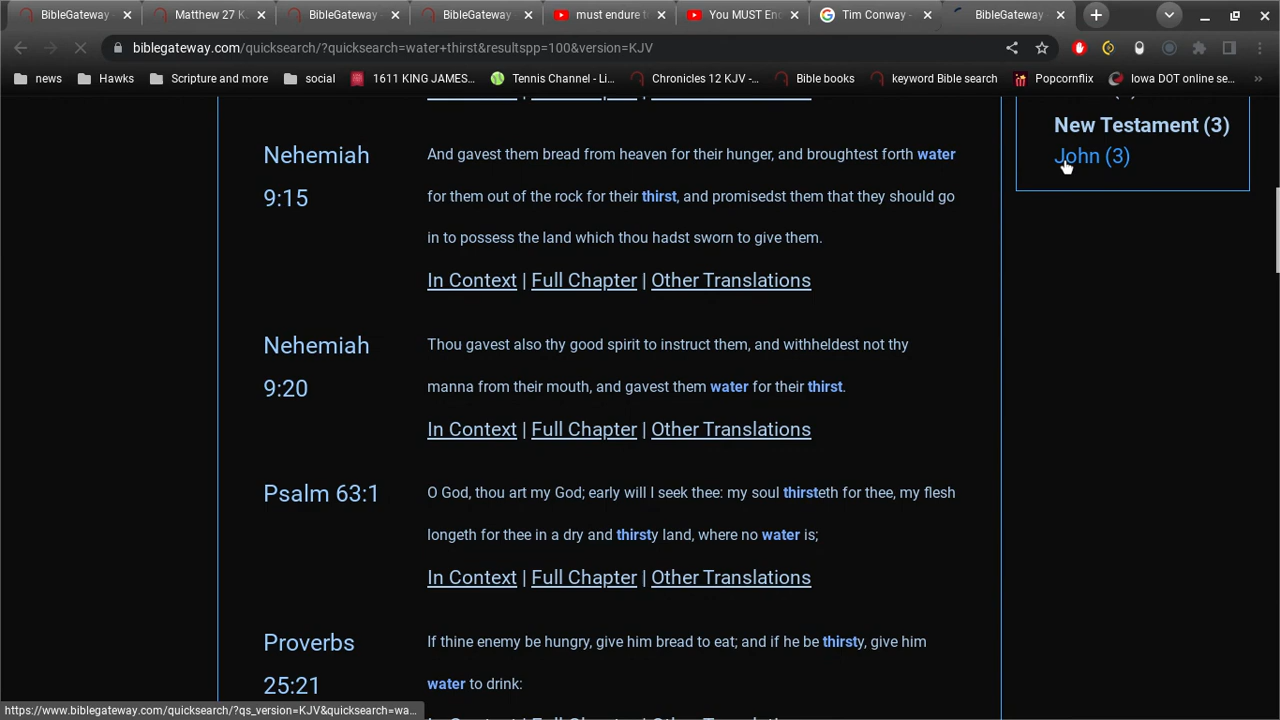 BibleGateway
Matthew 27 K
BibleGateway
BibleGateway
must endure t
You MUST End
Tim Conway -
BibleGateway
biblegateway.com/quicksearch/?quicksearch=water+thirst&resultspp=100&version=KJV
news
Hawks
Scripture and more
social
1611 KING JAMES...
Tennis Channel - Li...
Chronicles 12 KJV -...
Bible books
keyword Bible search
Popcornflix
Iowa DOT online se...
»
New Testament (3)
John (3)
Nehemiah
9:15
And gavest them bread from heaven for their hunger, and broughtest forth water
for them out of the rock for their thirst, and promisedst them that they should go
in to possess the land which thou hadst sworn to give them.
In Context | Full Chapter | Other Translations
Nehemiah
9:20
Thou gavest also thy good spirit to instruct them, and withheldest not thy
manna from their mouth, and gavest them water for their thirst.
In Context | Full Chapter | Other Translations
Psalm 63:1
O God, thou art my God; early will I seek thee: my soul thirsteth for thee, my flesh
longeth for thee in a dry and thirsty land, where no water is;
In Context | Full Chapter | Other Translations
Proverbs
25:21
If thine enemy be hungry, give him bread to eat; and if he be thirsty, give him
water to drink:
https://www.biblegateway.com/quicksearch/?qs_version=KJV&quicksearch=wa...